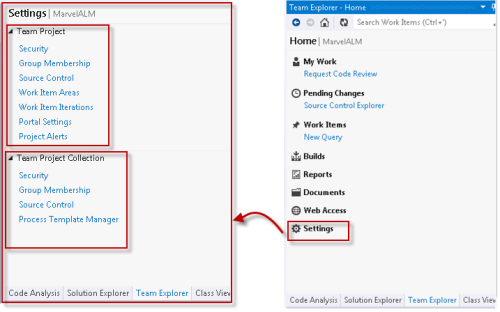 Settings | MarvelALM
Team Project
Security
Group Membership
Source Control
Work Item Areas
Work Item Iterations
Portal Settings
Project Alerts
Team Project Collection
Security
Group Membership
Source Control
Process Template Manager
Code Analysis Solution Explorer Team Explorer Class View
Team Explorer - Home
Search Work Items (Ctrl+')
Home | MarvelALM
My Work
Request Code Review
Pending Changes
Source Control Explorer
Work Items
New Query
Builds
Reports
Documents
Web Access
Settings
Code Analysis Solution Explorer Team Explorer Class View